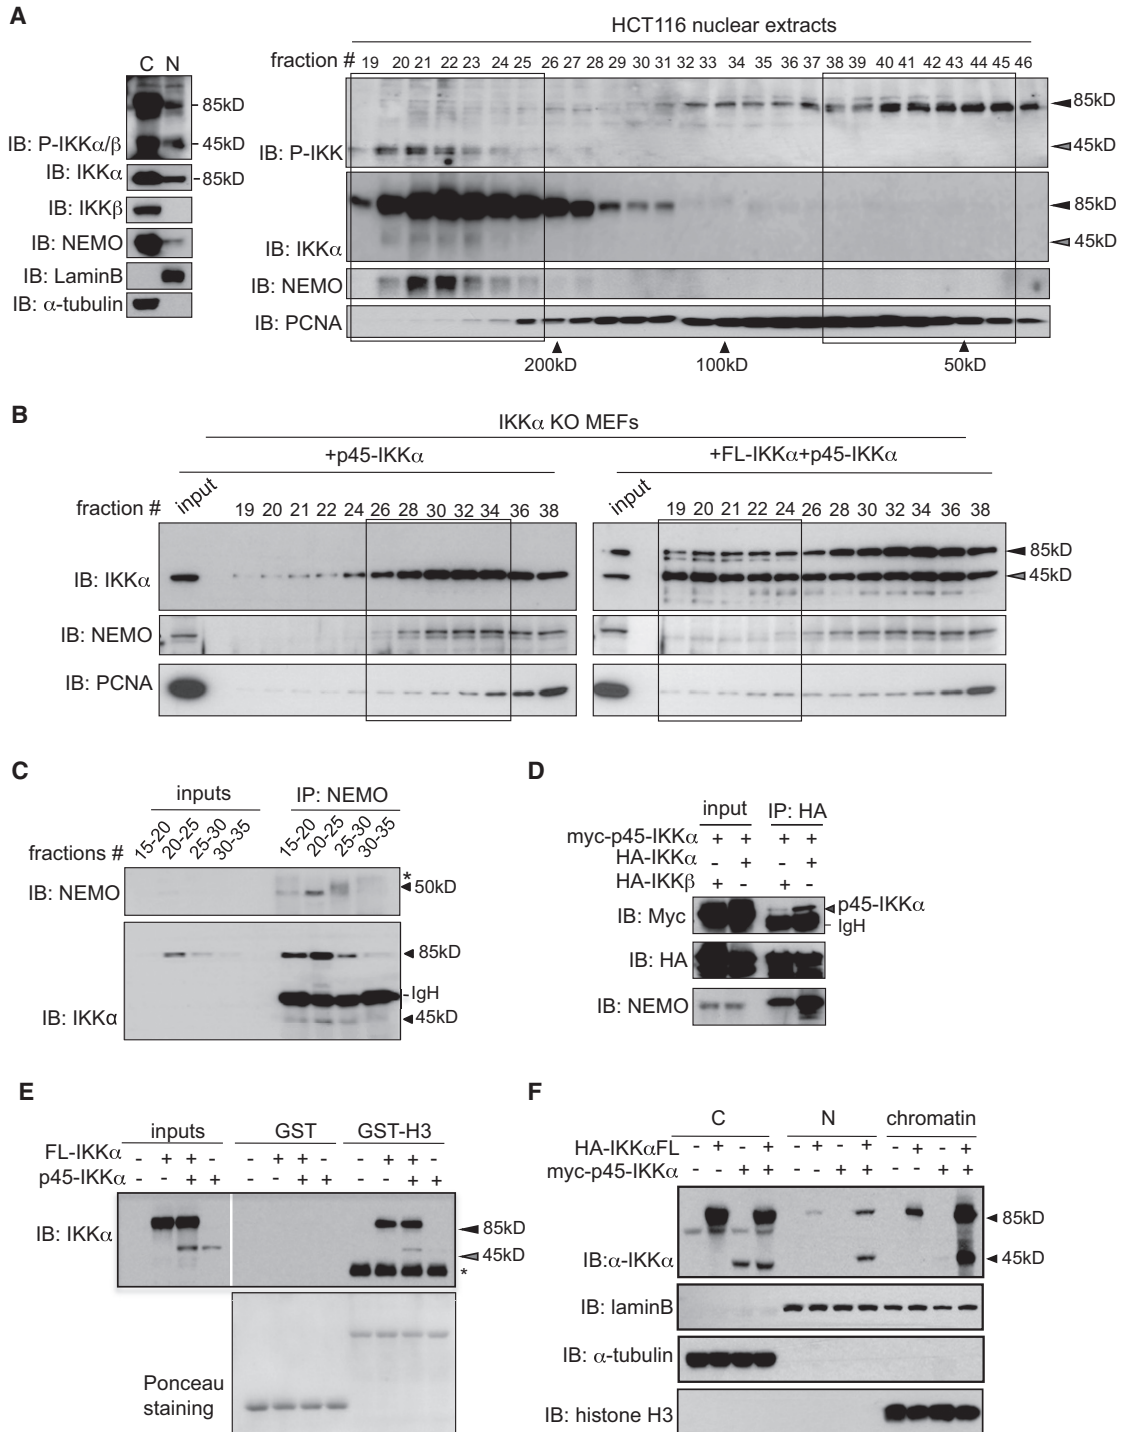 A
HCT116 nuclear extracts
fraction # 19 20 21 22 23 24 25 26 27 28 29 30 31 32 33 34 35 36 37 38 39 40 41 42 43 44 45 46
C N
85kD
45kD
IB: P-IKKα/β
IB: IKKα
85kD
IB: IKKβ
IB: NEMO
IB: LaminB
IB: α-tubulin
85kD
IB: P-IKK
45kD
85kD
IB: IKKα
45kD
IB: NEMO
IB: PCNA
200kD 100kD 50kD
B
IKKα KO MEFs
+p45-IKKα
+FL-IKKα+p45-IKKα
fraction # input 19 20 21 22 24 26 28 30 32 34 36 38
input 19 20 21 22 24 26 28 30 32 34 36 38
IB: IKKα
85kD
45kD
IB: NEMO
IB: PCNA
C
inputs IP: NEMO
fractions # 15-20 20-25 25-30 30-35 15-20 20-25 25-30 30-35
IB: NEMO
*
50kD
85kD
IgH
IB: IKKα
45kD
D
input IP: HA
myc-p45-IKKα + + + +
HA-IKKα - + - +
HA-IKKβ + - + -
IB: Myc
p45-IKKα
IgH
IB: HA
IB: NEMO
E
inputs GST GST-H3
FL-IKKα - + + - - + + - - + + -
p45-IKKα - - + + - - + + - - + +
IB: IKKα
85kD
45kD
*
Ponceau
staining
F
C N chromatin
HA-IKKαFL - + - + - + - + - + - +
myc-p45-IKKα - - + + - - + + - - + +
85kD
IB:α-IKKα
45kD
IB: laminB
IB: α-tubulin
IB: histone H3